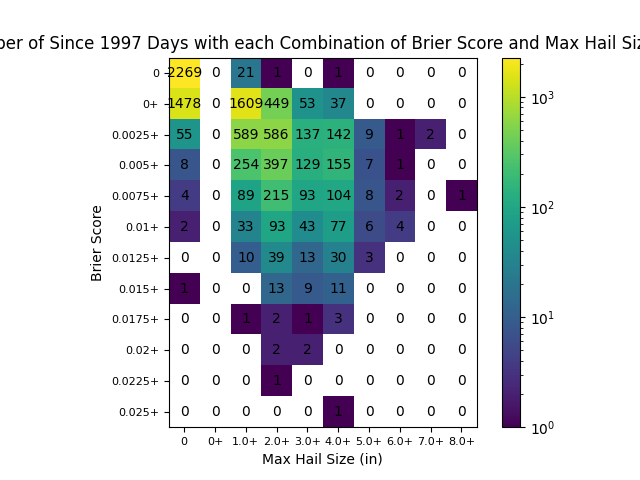 ber of Since 1997 Days with each Combination of Brier Score and Max Hail Siz
0 2269 0 21 1 0 1 0 0 0 0
0+ 1478 0 1609 449 53 37 0 0 0 0
0.0025+ 55 0 589 586 137 142 9 1 2 0
0.005+ 8 0 254 397 129 155 7 1 0 0
0.0075+ 4 0 89 215 93 104 8 2 0 1
0.01+ 2 0 33 93 43 77 6 4 0 0
0.0125+ 0 0 10 39 13 30 3 0 0 0
0.015+ 1 0 0 13 9 11 0 0 0 0
0.0175+ 0 0 1 2 1 3 0 0 0 0
0.02+ 0 0 0 2 2 0 0 0 0 0
0.0225+ 0 0 0 1 0 0 0 0 0 0
0.025+ 0 0 0 0 0 1 0 0 0 0
0 0+ 1.0+ 2.0+ 3.0+ 4.0+ 5.0+ 6.0+ 7.0+ 8.0+
Max Hail Size (in)
Brier Score
10³
10²
10¹
10⁰